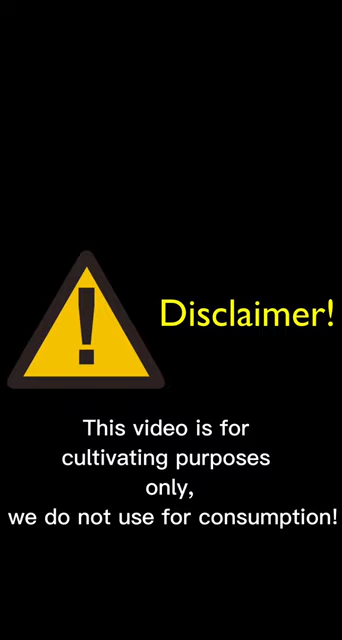 Disclaimer!
This video is for
cultivating purposes
only,
we do not use for consumption!